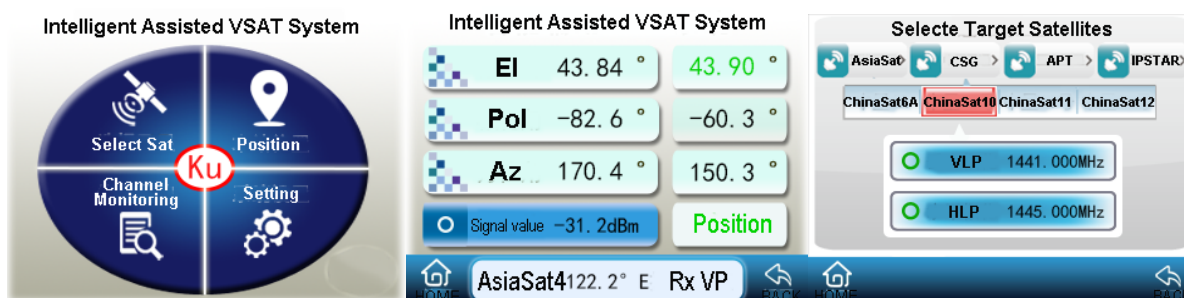 Intelligent Assisted VSAT System
Select Sat
Position
Ku
Channel
Monitoring
Setting
Intelligent Assisted VSAT System
El 43.84 ° 43.90 °
Pol -82.6 ° -60.3 °
Az 170.4 ° 150.3 °
Signal value -31.2dBm Position
HOME AsiaSat4 122.2° E Rx VP BACK
Selecte Target Satellites
AsiaSat CSG APT IPSTAR
ChinaSat6A ChinaSat10 ChinaSat11 ChinaSat12
VLP 1441.000MHz
HLP 1445.000MHz
HOME BACK